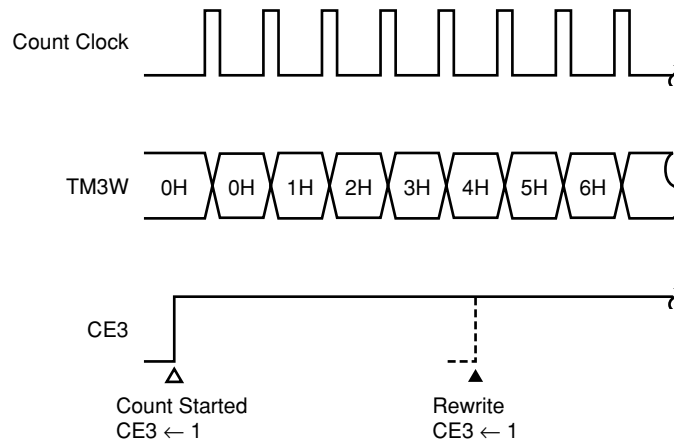 Count Clock
TM3W 0H 0H 1H 2H 3H 4H 5H 6H
CE3
Count Started
CE3 ← 1
Rewrite
CE3 ← 1